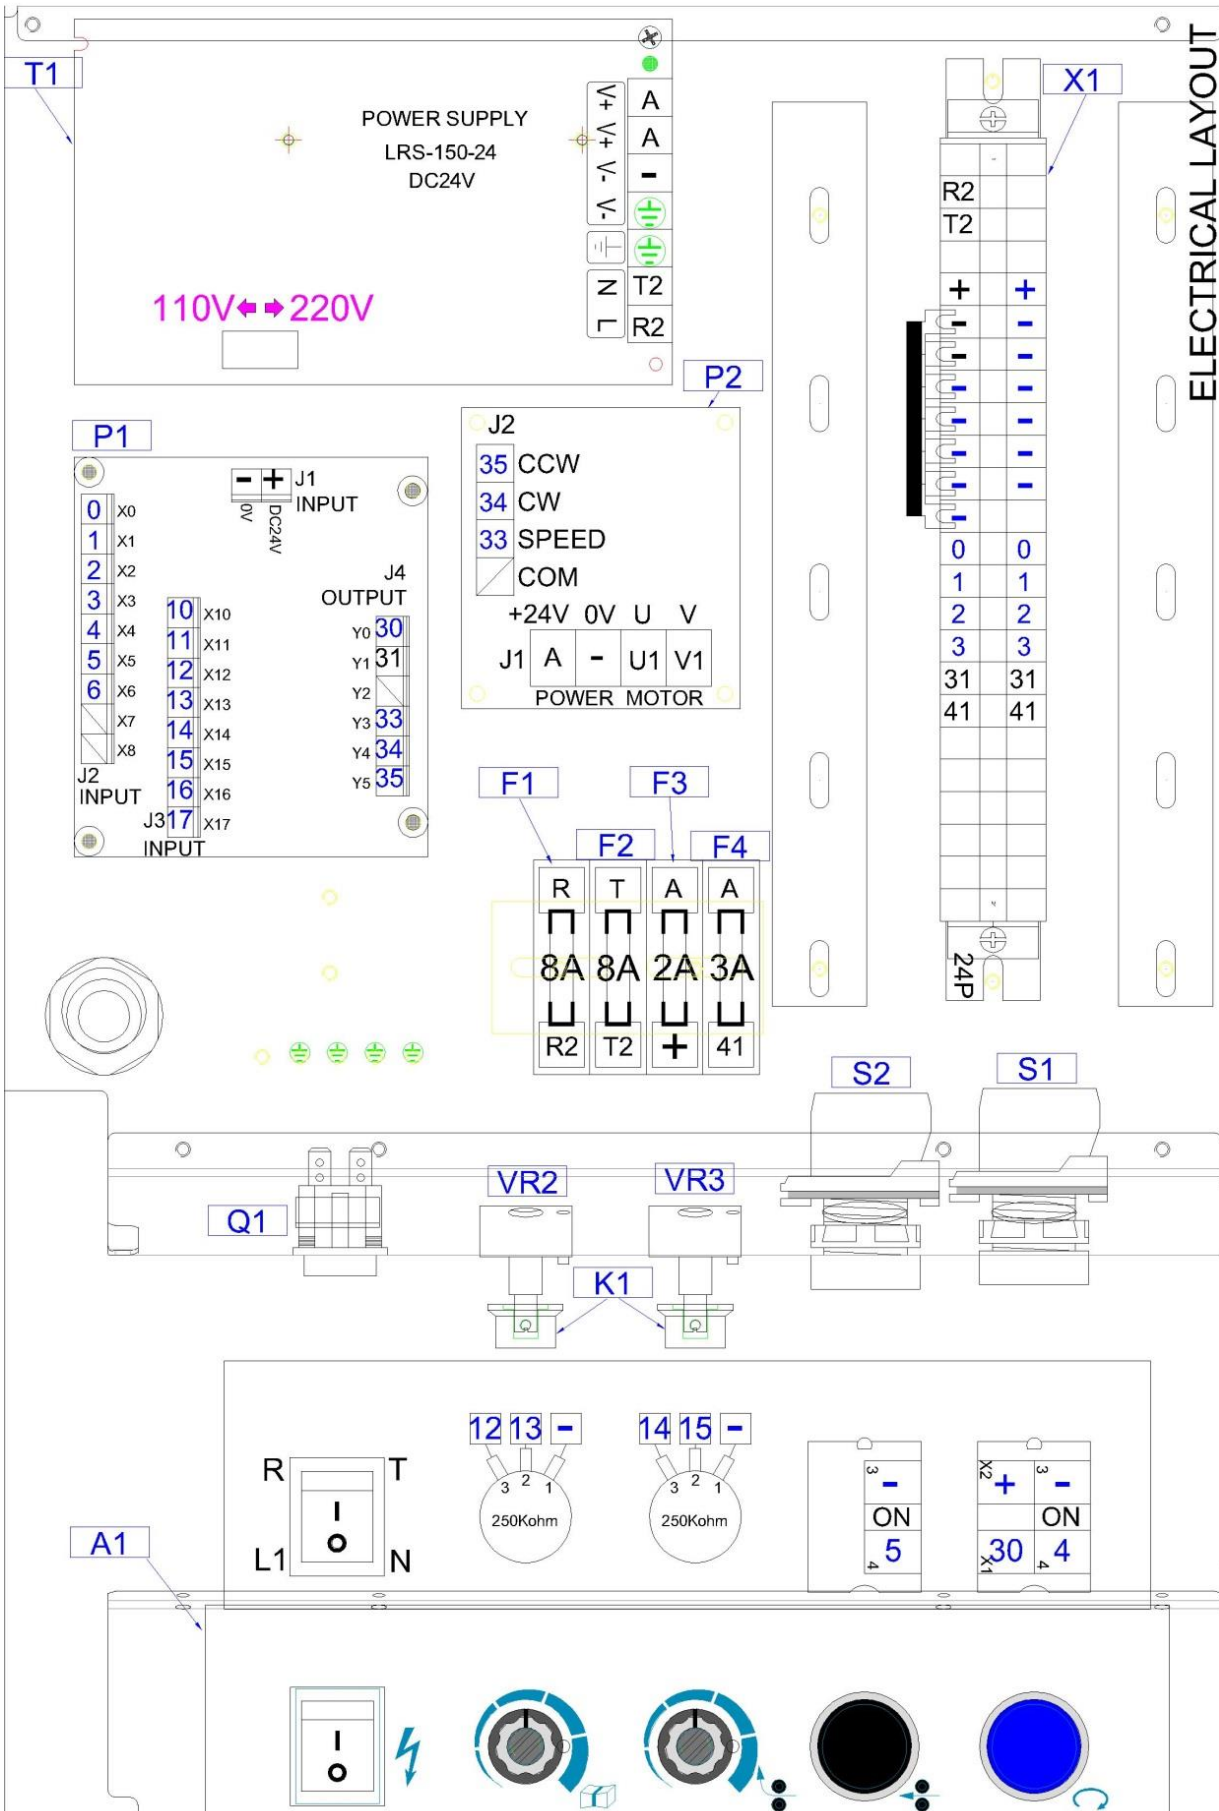 ELECTRICAL LAYOUT
T1
POWER SUPPLY
LRS-150-24
DC24V
110V 220V
V+ A
V+ A
V- -
V-
N T2
L R2
X1
R2
T2
+ +
- -
- -
- -
- -
- -
- -
-
0 0
1 1
2 2
3 3
31 31
41 41
24P
P1
- + J1
INPUT
0V DC24V
0 X0
1 X1
2 X2
3 X3
4 X4
5 X5
6 X6
X7
X8
J2
INPUT
10 X10
11 X11
12 X12
13 X13
14 X14
15 X15
16 X16
17 X17
J3
INPUT
J4
OUTPUT
Y0 30
Y1 31
Y2
Y3 33
Y4 34
Y5 35
P2
J2
35 CCW
34 CW
33 SPEED
COM
+24V 0V U V
J1 A - U1 V1
POWER MOTOR
F1 F3
F2 F4
R T A A
8A 8A 2A 3A
R2 T2 + 41
S2 S1
VR2 VR3
Q1
K1
12 13 - 14 15 -
3 2 1 3 2 1
250Kohm 250Kohm
R T
I
O
L1 N
3 - X2 + 3 -
ON ON
4 5 X1 30 4 4
A1
I
O